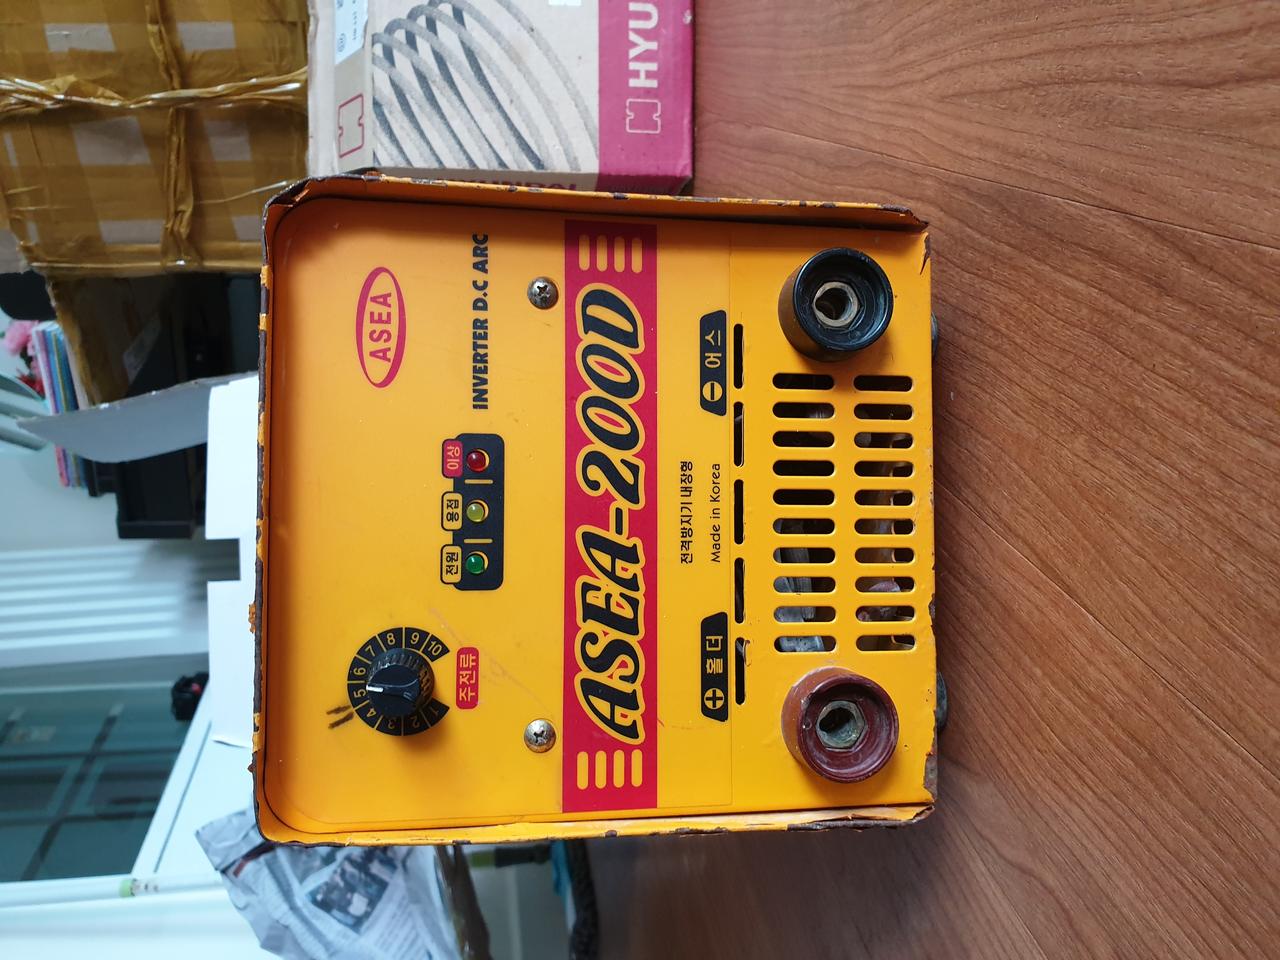 HYU
ASEA
INVERTER D.C ARC
전원 용접 이상
1 2 3 4 5 6 7 8 9 10
주전류
ASEA-200D
전격방지기 내장형
Made in Korea
+ 홀더
- 어스